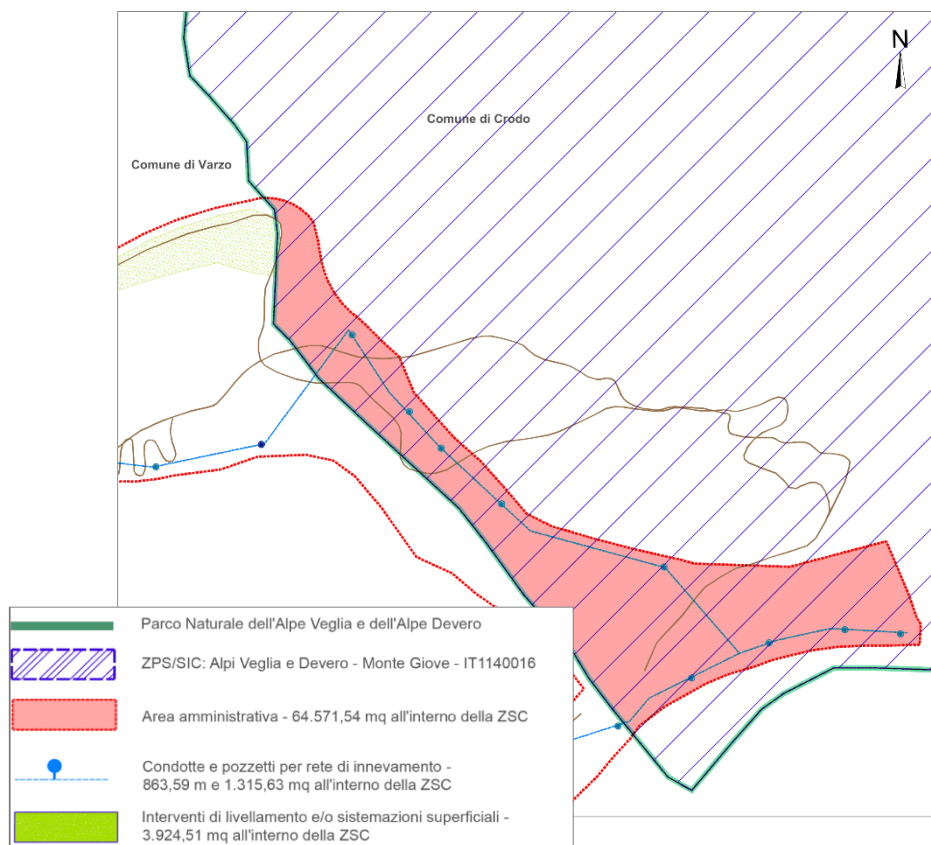 N
Comune di Crodo
Comune di Varzo
Parco Naturale dell'Alpe Veglia e dell'Alpe Devero
ZPS/SIC: Alpi Veglia e Devero - Monte Giove - IT1140016
Area amministrativa - 64.571,54 mq all'interno della ZSC
Condotte e pozzetti per rete di innevamento -
863,59 m e 1.315,63 mq all'interno della ZSC
Interventi di livellamento e/o sistemazioni superficiali -
3.924,51 mq all'interno della ZSC